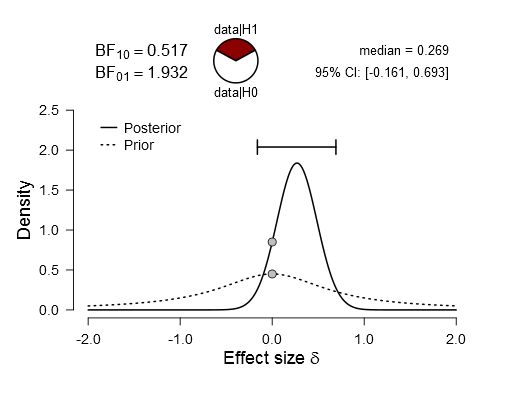 data|H1
BF₁₀ = 0.517
median = 0.269
BF₀₁ = 1.932
95% CI: [-0.161, 0.693]
data|H0
Posterior
Prior
2.5
2.0
1.5
1.0
0.5
0.0
Density
-2.0 -1.0 0.0 1.0 2.0
Effect size δ